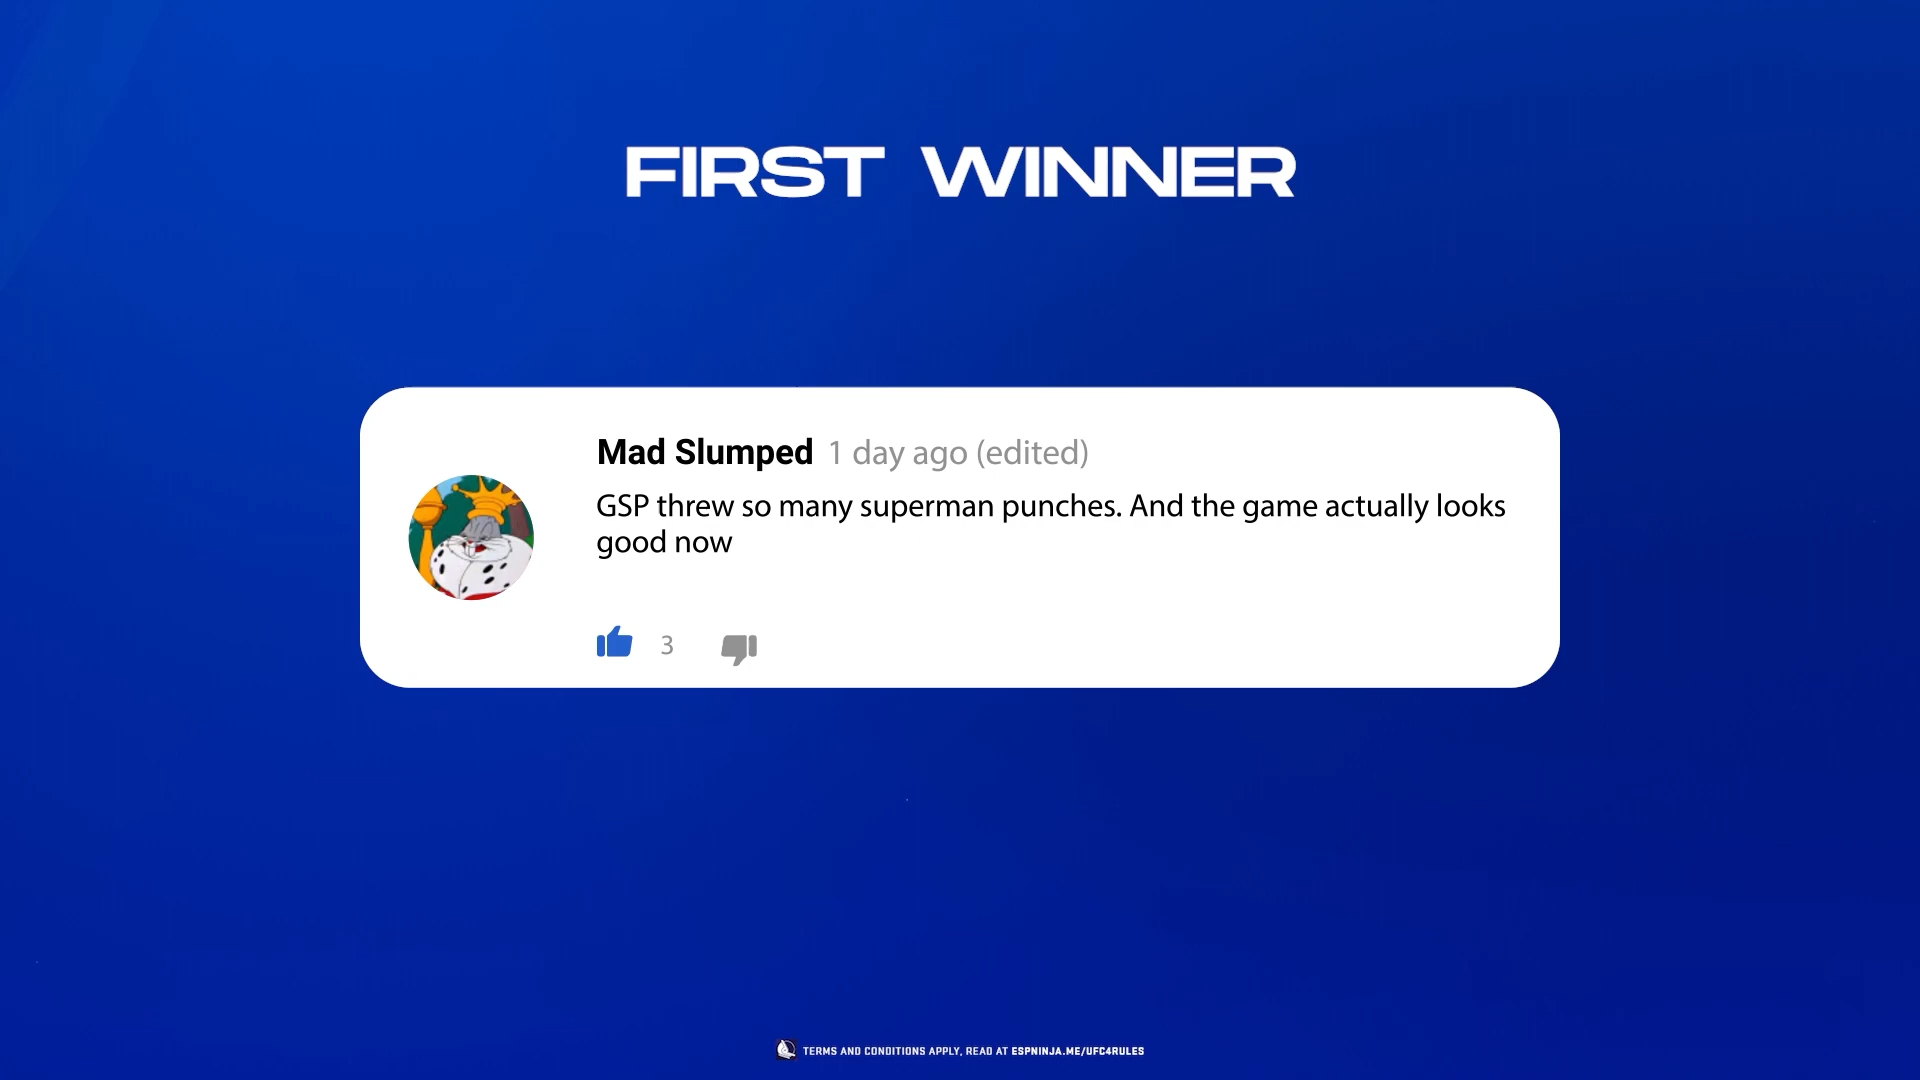 FIRST WINNER
Mad Slumped 1 day ago (edited)
GSP threw so many superman punches. And the game actually looks
good now
3
TERMS AND CONDITIONS APPLY, READ AT ESPNINJA.ME/UFC4RULES